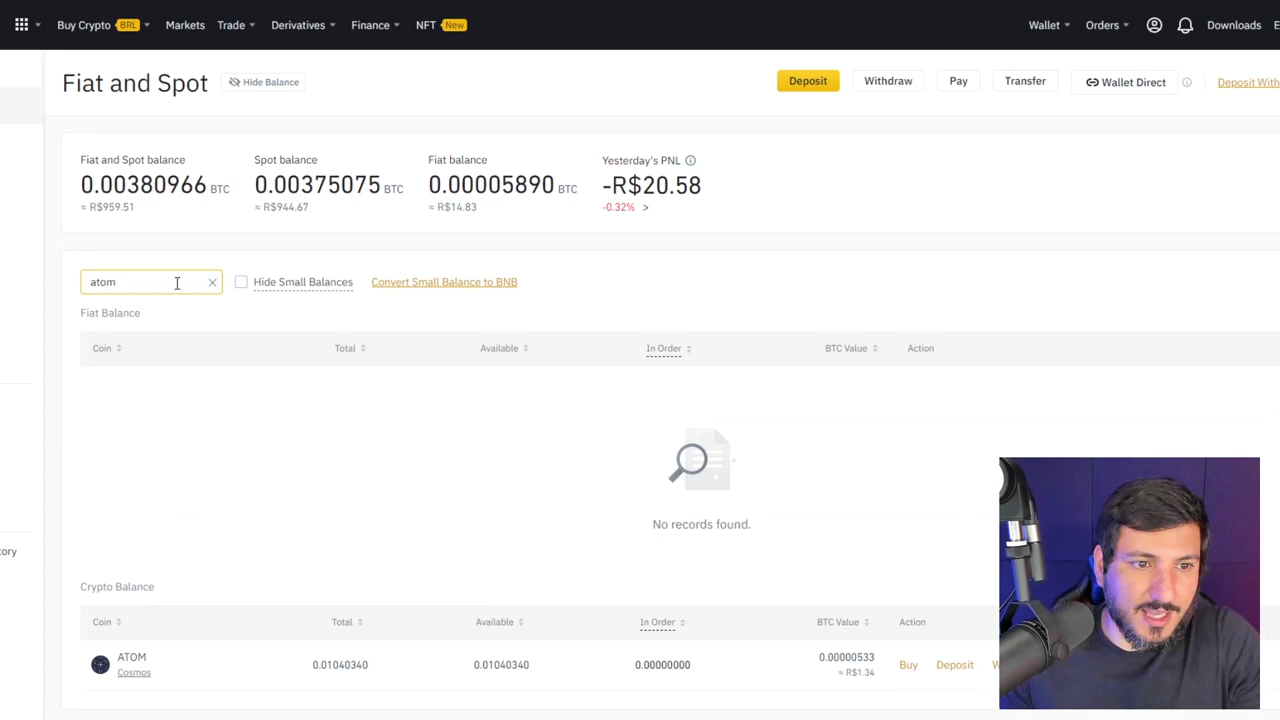 Buy Crypto BRL Markets Trade Derivatives Finance NFT New Wallet Orders Downloads E
Fiat and Spot Hide Balance Deposit Withdraw Pay Transfer Wallet Direct Deposit With
Fiat and Spot balance Spot balance Fiat balance Yesterday's PNL
0.00380966 BTC 0.00375075 BTC 0.00005890 BTC -R$20.58
≈ R$959.51 ≈ R$944.67 ≈ R$14.83 -0.32% >
atom Hide Small Balances Convert Small Balance to BNB
Fiat Balance
Coin Total Available In Order BTC Value Action
No records found.
tory
Crypto Balance
Coin Total Available In Order BTC Value Action
ATOM 0.01040340 0.01040340 0.00000000 0.00000533 Buy Deposit W
Cosmos ≈ R$1.34